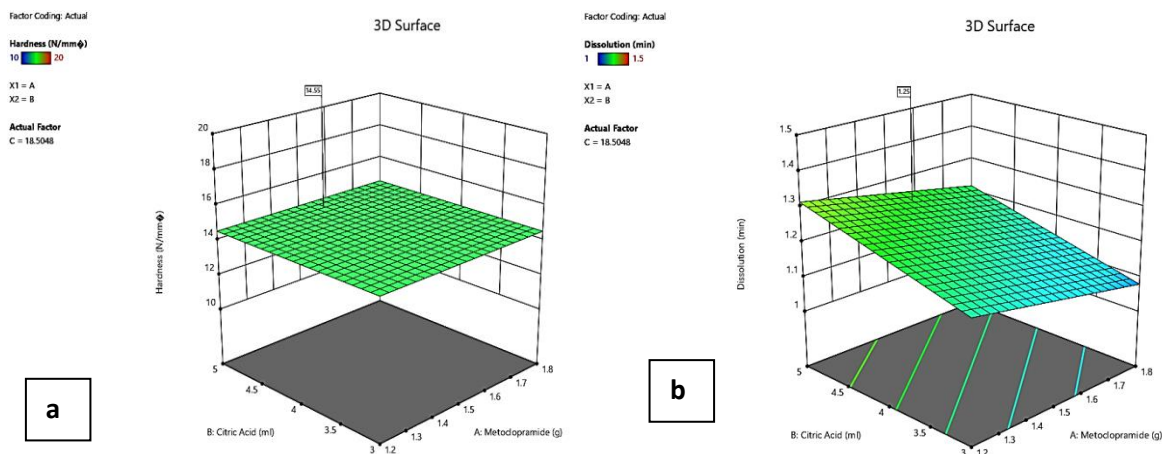 Factor Coding: Actual
3D Surface
Hardness (N/mm�)
10 20
X1 = A
X2 = B
Actual Factor
C = 18.5048
14.55
20
18
16
14
12
10
Hardness (N/mm�)
5
4.5
4
3.5
3
B: Citric Acid (ml)
1.2
1.3
1.4
1.5
1.6
1.7
1.8
A: Metoclopramide (g)
a
Factor Coding: Actual
3D Surface
Dissolution (min)
1 1.5
X1 = A
X2 = B
Actual Factor
C = 18.5048
1.25
1.5
1.4
1.3
1.2
1.1
1
Dissolution (min)
5
4.5
4
3.5
3
B: Citric Acid (ml)
1.2
1.3
1.4
1.5
1.6
1.7
1.8
A: Metoclopramide (g)
b